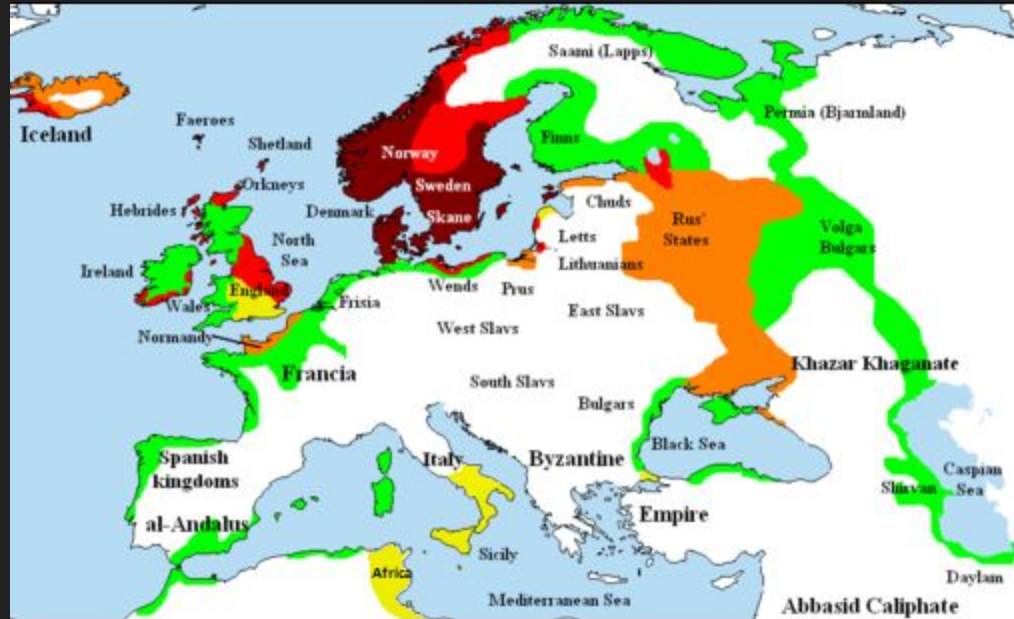 Saami (Lapps)
Permia (Bjarmland)
Iceland
Faeroes
Shetland
Finns
Norway
Orkneys
Sweden
Hebrides
Denmark
Skane
Chuds
North
Sea
Rus'
States
Volga
Bulgars
Letts
Ireland
Lithuanians
England
Wales
Frisia
Wends
Prus
East Slavs
West Slavs
Normandy
Francia
Khazar Khaganate
South Slavs
Bulgars
Black Sea
Spanish
kingdoms
Italy
Byzantine
Caspian
Sea
Shirvan
al-Andalus
Empire
Sicily
Africa
Daylam
Mediterranean Sea
Abbasid Caliphate